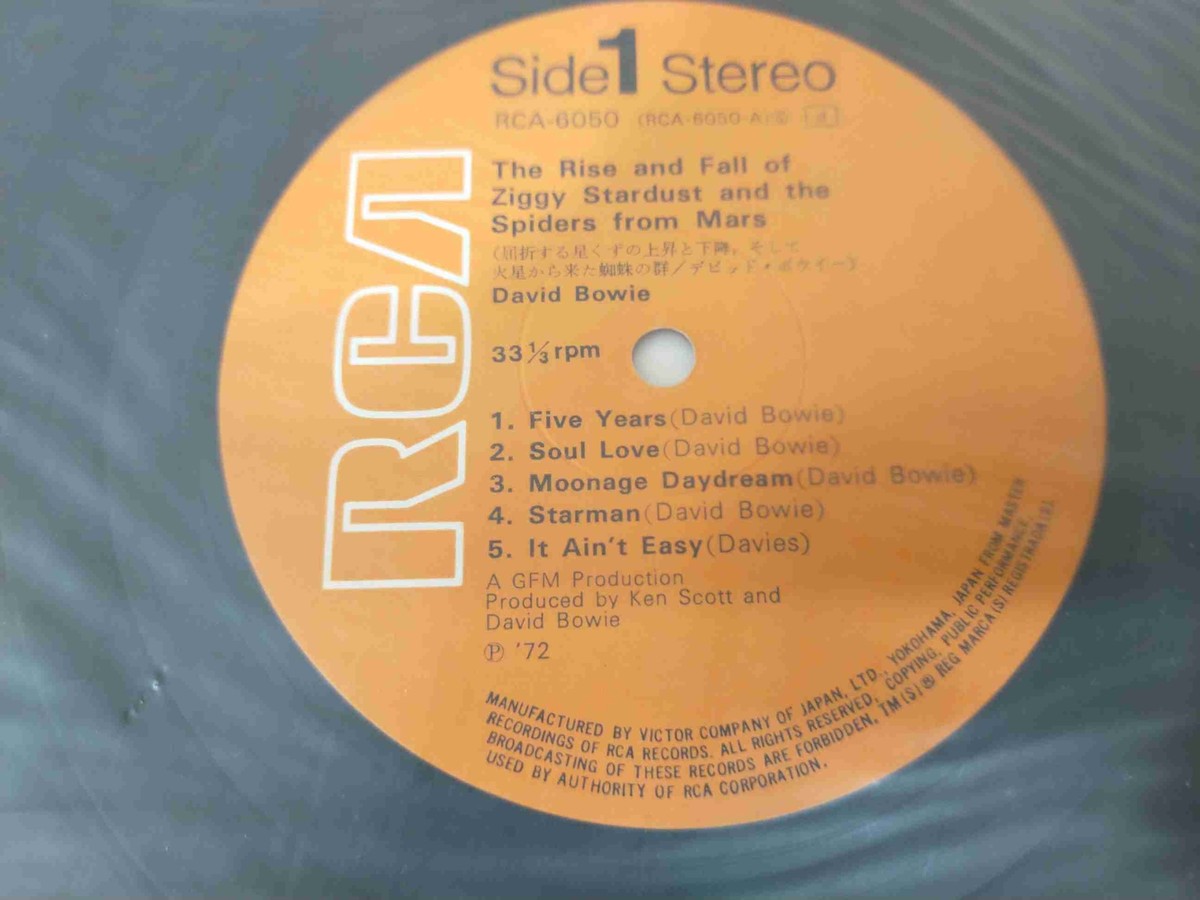 Side 1 Stereo
RCA-6050 (RCA-6050-A)
RCA
The Rise and Fall of
Ziggy Stardust and the
Spiders from Mars
(屈折する星くずの上昇と下降,そして
火星から来た蜘蛛の群/デビッド・ボウイー)
David Bowie
33 1/3 rpm
1. Five Years (David Bowie)
2. Soul Love (David Bowie)
3. Moonage Daydream (David Bowie)
4. Starman (David Bowie)
5. It Ain't Easy (Davies)
A GFM Production
Produced by Ken Scott and
David Bowie
Ⓟ '72
MANUFACTURED BY VICTOR COMPANY OF JAPAN, LTD., YOKOHAMA, JAPAN FROM MASTER
RECORDINGS OF RCA RECORDS. ALL RIGHTS RESERVED, COPYING, PUBLIC PERFORMANCE,
BROADCASTING OF THESE RECORDS ARE FORBIDDEN, TM(S)® REG MARCA(S) REGISTRADA(S).
USED BY AUTHORITY OF RCA CORPORATION.